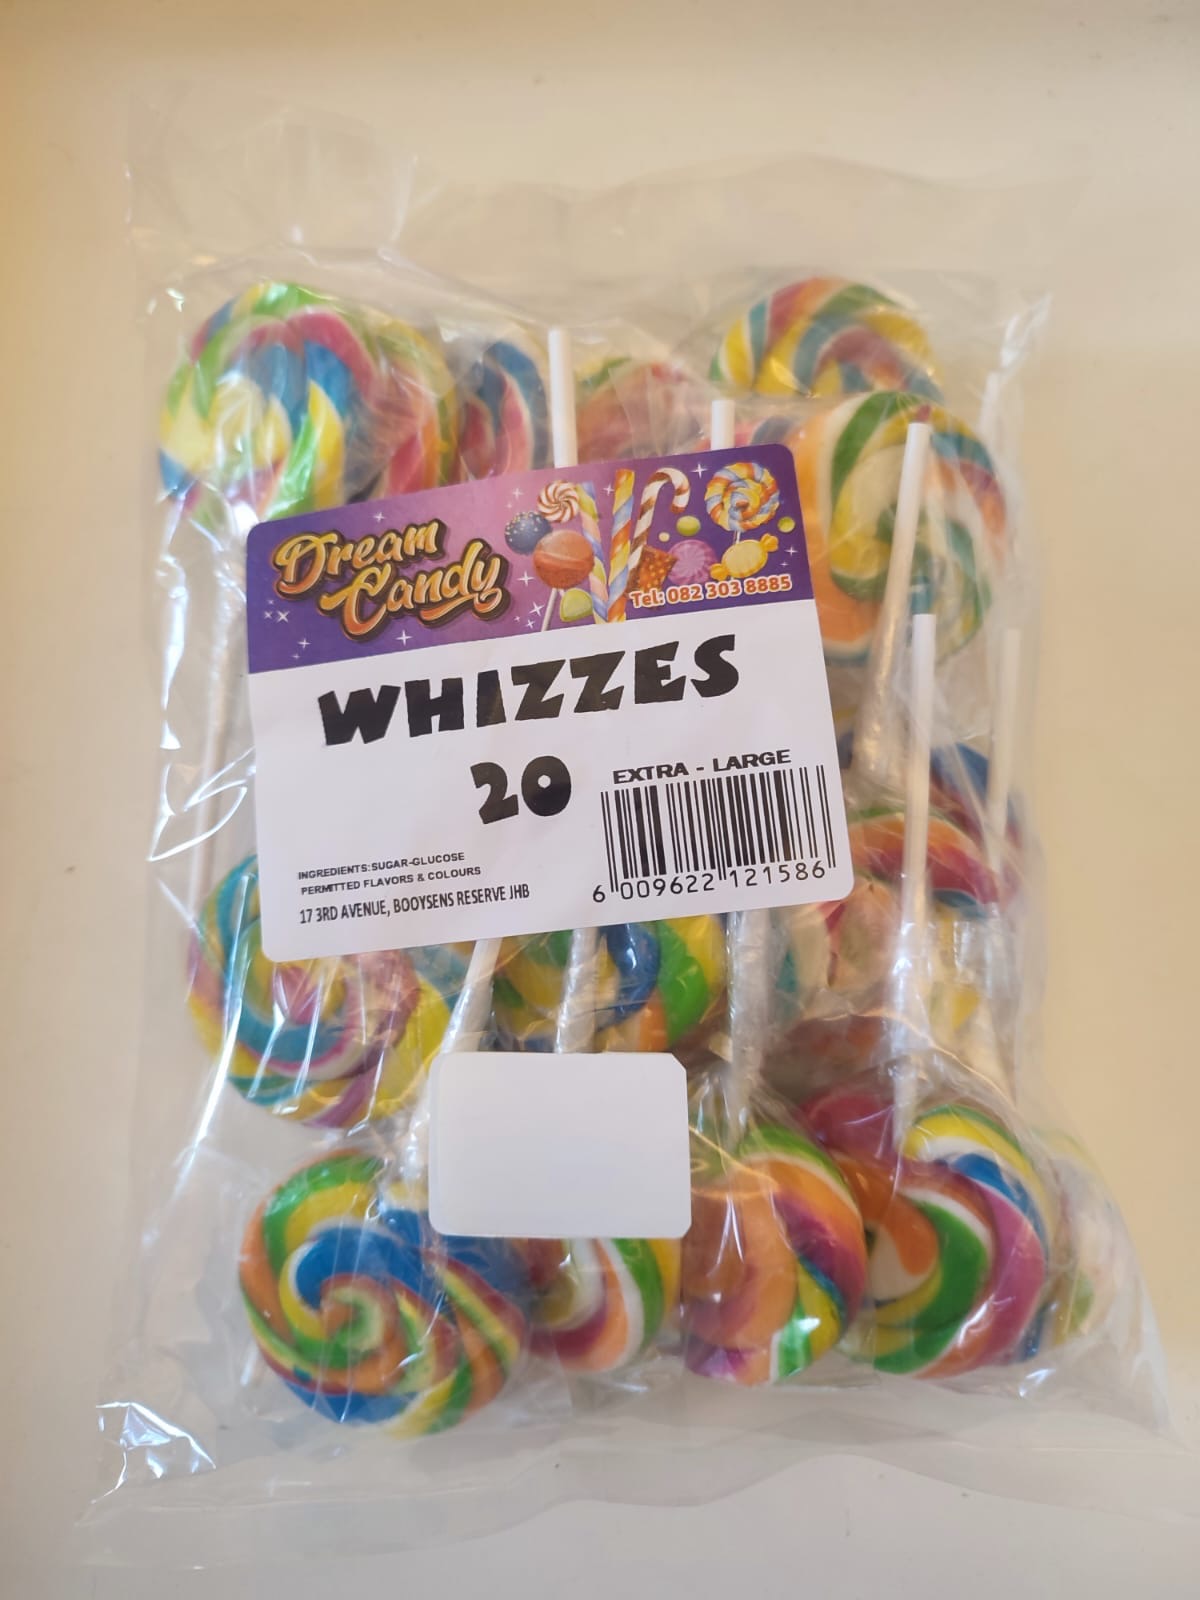 Dream
Candy
Tel: 082 303 8885
WHIZZES
20
EXTRA - LARGE
INGREDIENTS:SUGAR-GLUCOSE
PERMITTED FLAVORS & COLOURS
17 3RD AVENUE, BOOYSENS RESERVE JHB
6 009622 121586